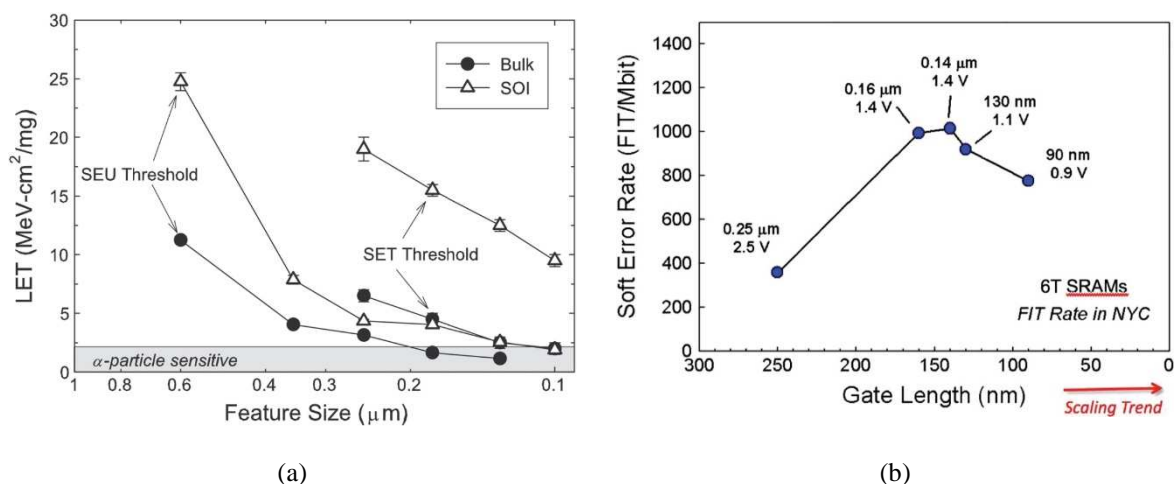 30
25
20
15
10
5
0
LET (MeV-cm²/mg)
Bulk
SOI
SEU Threshold
SET Threshold
α-particle sensitive
1 0.8 0.6 0.4 0.3 0.2 0.1
Feature Size (μm)
(a)
1400
1200
1000
800
600
400
200
0
Soft Error Rate (FIT/Mbit)
0.14 μm
1.4 V
0.16 μm
1.4 V
130 nm
1.1 V
90 nm
0.9 V
0.25 μm
2.5 V
6T SRAMs
FIT Rate in NYC
300 250 200 150 100 50 0
Gate Length (nm)
Scaling Trend
(b)